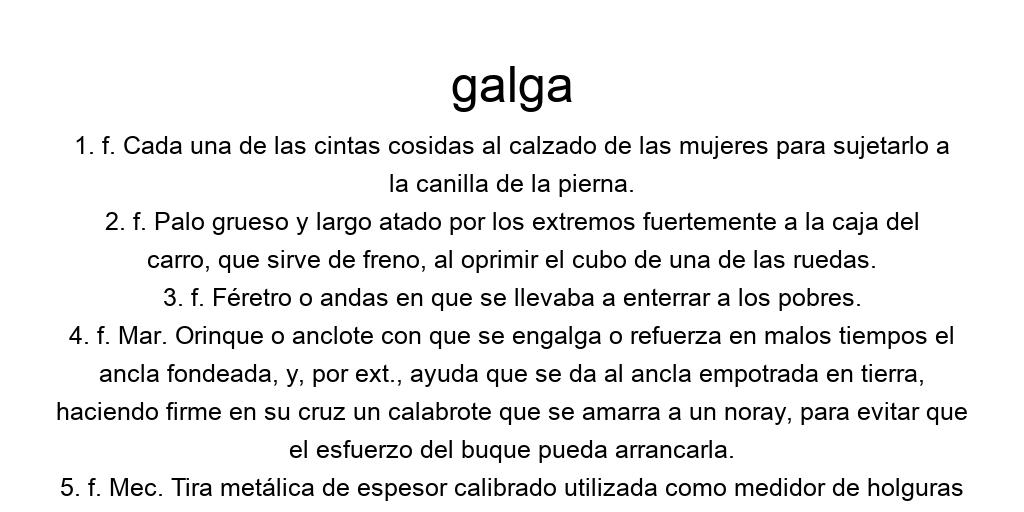 galga
1. f. Cada una de las cintas cosidas al calzado de las mujeres para sujetarlo a
la canilla de la pierna.
2. f. Palo grueso y largo atado por los extremos fuertemente a la caja del
carro, que sirve de freno, al oprimir el cubo de una de las ruedas.
3. f. Féretro o andas en que se llevaba a enterrar a los pobres.
4. f. Mar. Orinque o anclote con que se engalga o refuerza en malos tiempos el
ancla fondeada, y, por ext., ayuda que se da al ancla empotrada en tierra,
haciendo firme en su cruz un calabrote que se amarra a un noray, para evitar que
el esfuerzo del buque pueda arrancarla.
5. f. Mec. Tira metálica de espesor calibrado utilizada como medidor de holguras